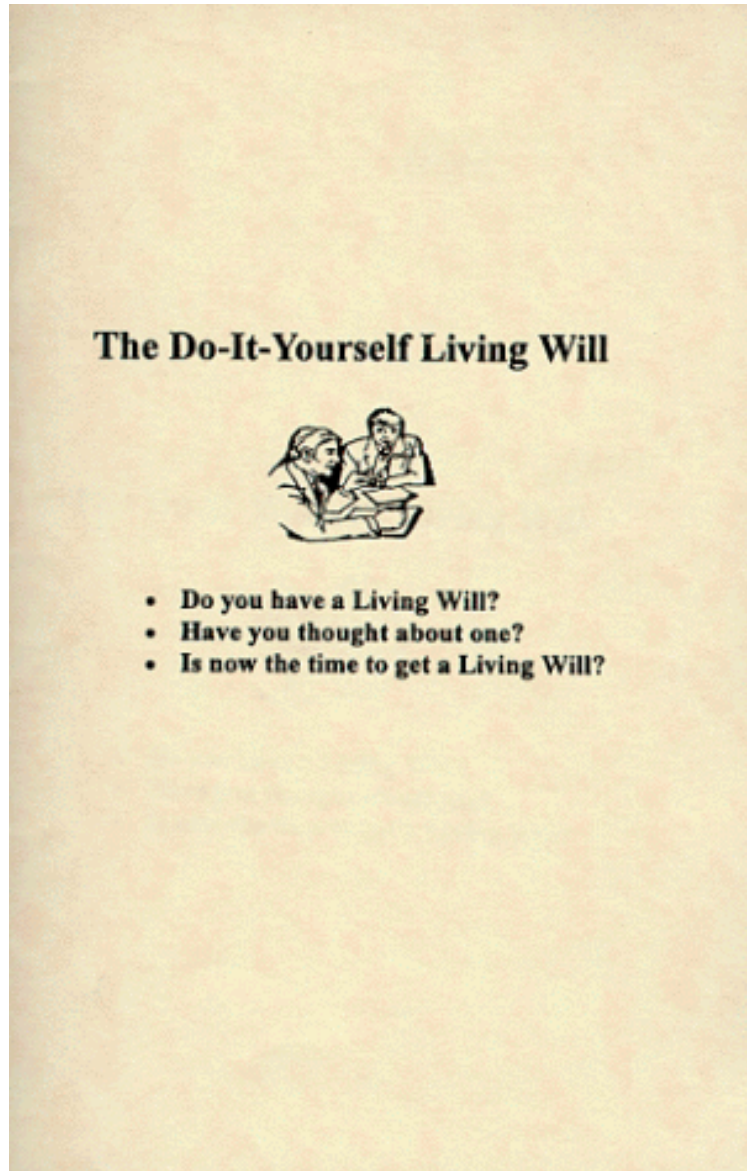 The Do-It-Yourself Living Will
• Do you have a Living Will?
• Have you thought about one?
• Is now the time to get a Living Will?